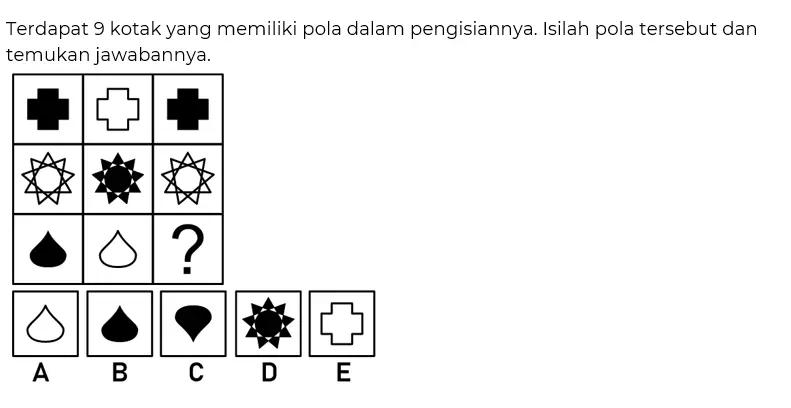 Terdapat 9 kotak yang memiliki pola dalam pengisiannya. Isilah pola tersebut dan
temukan jawabannya.
?
A B C D E